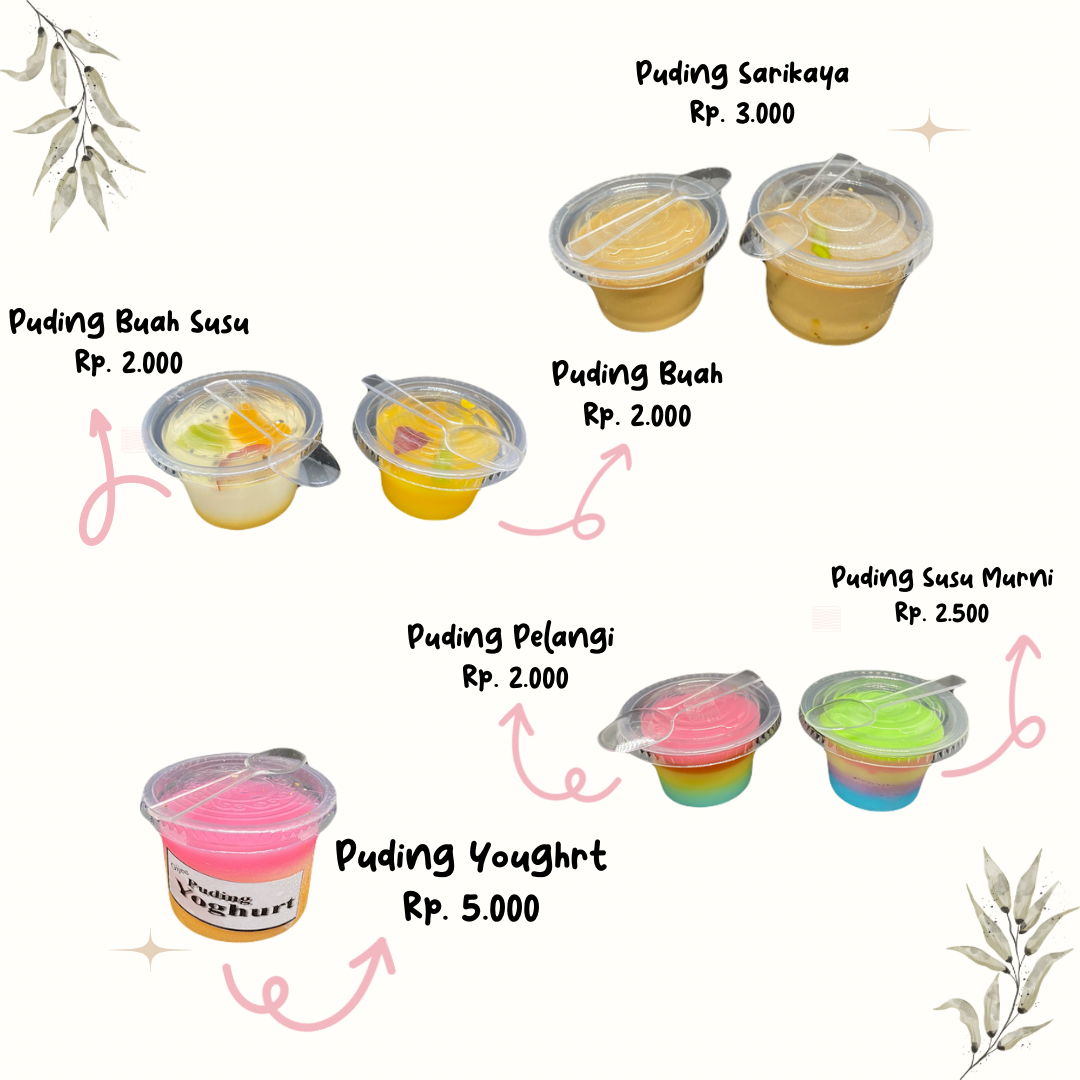 Puding Sarikaya
Rp. 3.000
Puding Buah Susu
Rp. 2.000
Puding Buah
Rp. 2.000
Puding Susu Murni
Rp. 2.500
Puding Pelangi
Rp. 2.000
Puding Youghrt
Rp. 5.000
Puding
Yoghurt